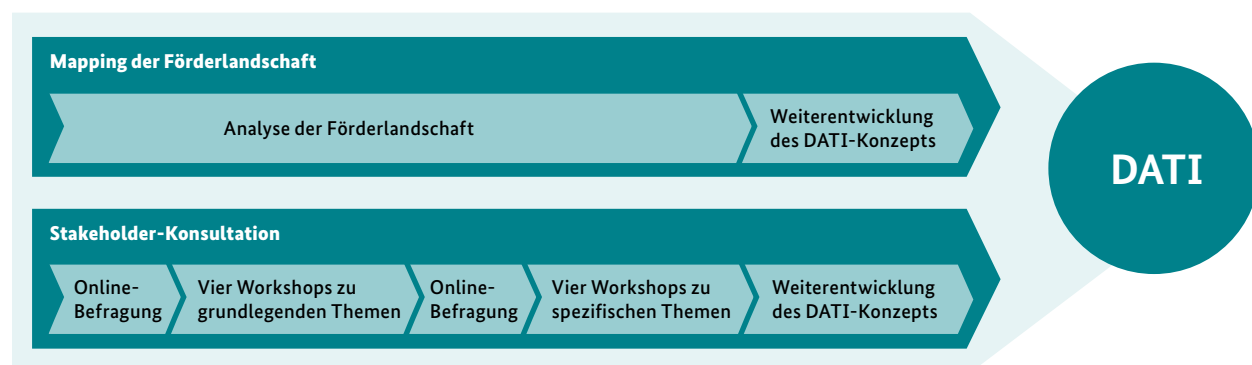 Mapping der Förderlandschaft
Analyse der Förderlandschaft
Weiterentwicklung
des DATI-Konzepts
DATI
Stakeholder-Konsultation
Online-
Befragung
Vier Workshops zu
grundlegenden Themen
Online-
Befragung
Vier Workshops zu
spezifischen Themen
Weiterentwicklung
des DATI-Konzepts